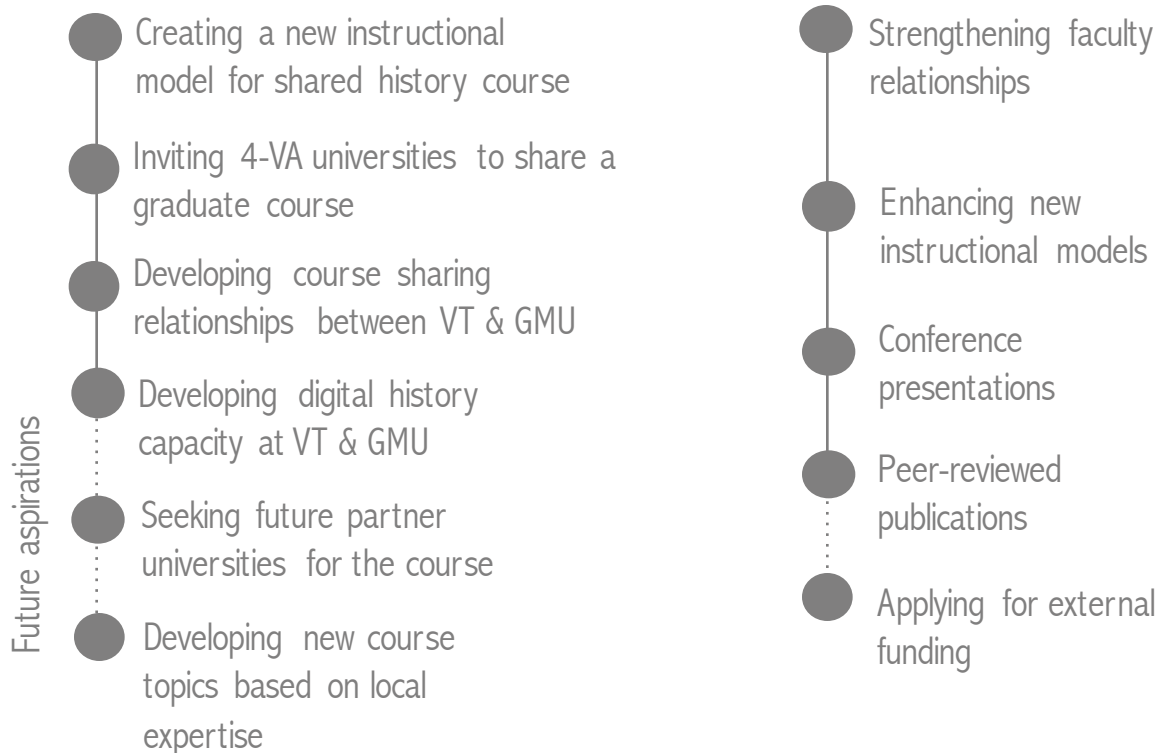 Creating a new instructional
model for shared history course
Inviting 4-VA universities to share a
graduate course
Developing course sharing
relationships between VT & GMU
Developing digital history
capacity at VT & GMU
Seeking future partner
universities for the course
Developing new course
topics based on local
expertise
Future aspirations
Strengthening faculty
relationships
Enhancing new
instructional models
Conference
presentations
Peer-reviewed
publications
Applying for external
funding